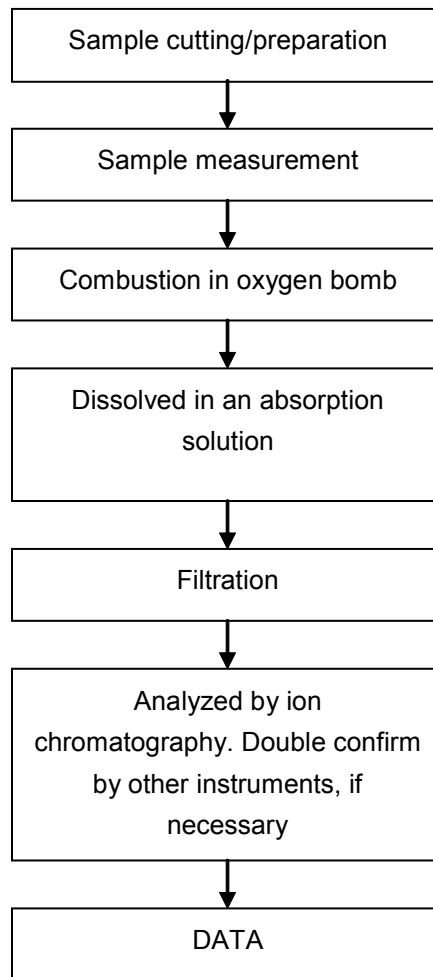 Sample cutting/preparation
Sample measurement
Combustion in oxygen bomb
Dissolved in an absorption
solution
Filtration
Analyzed by ion
chromatography. Double confirm
by other instruments, if
necessary
DATA